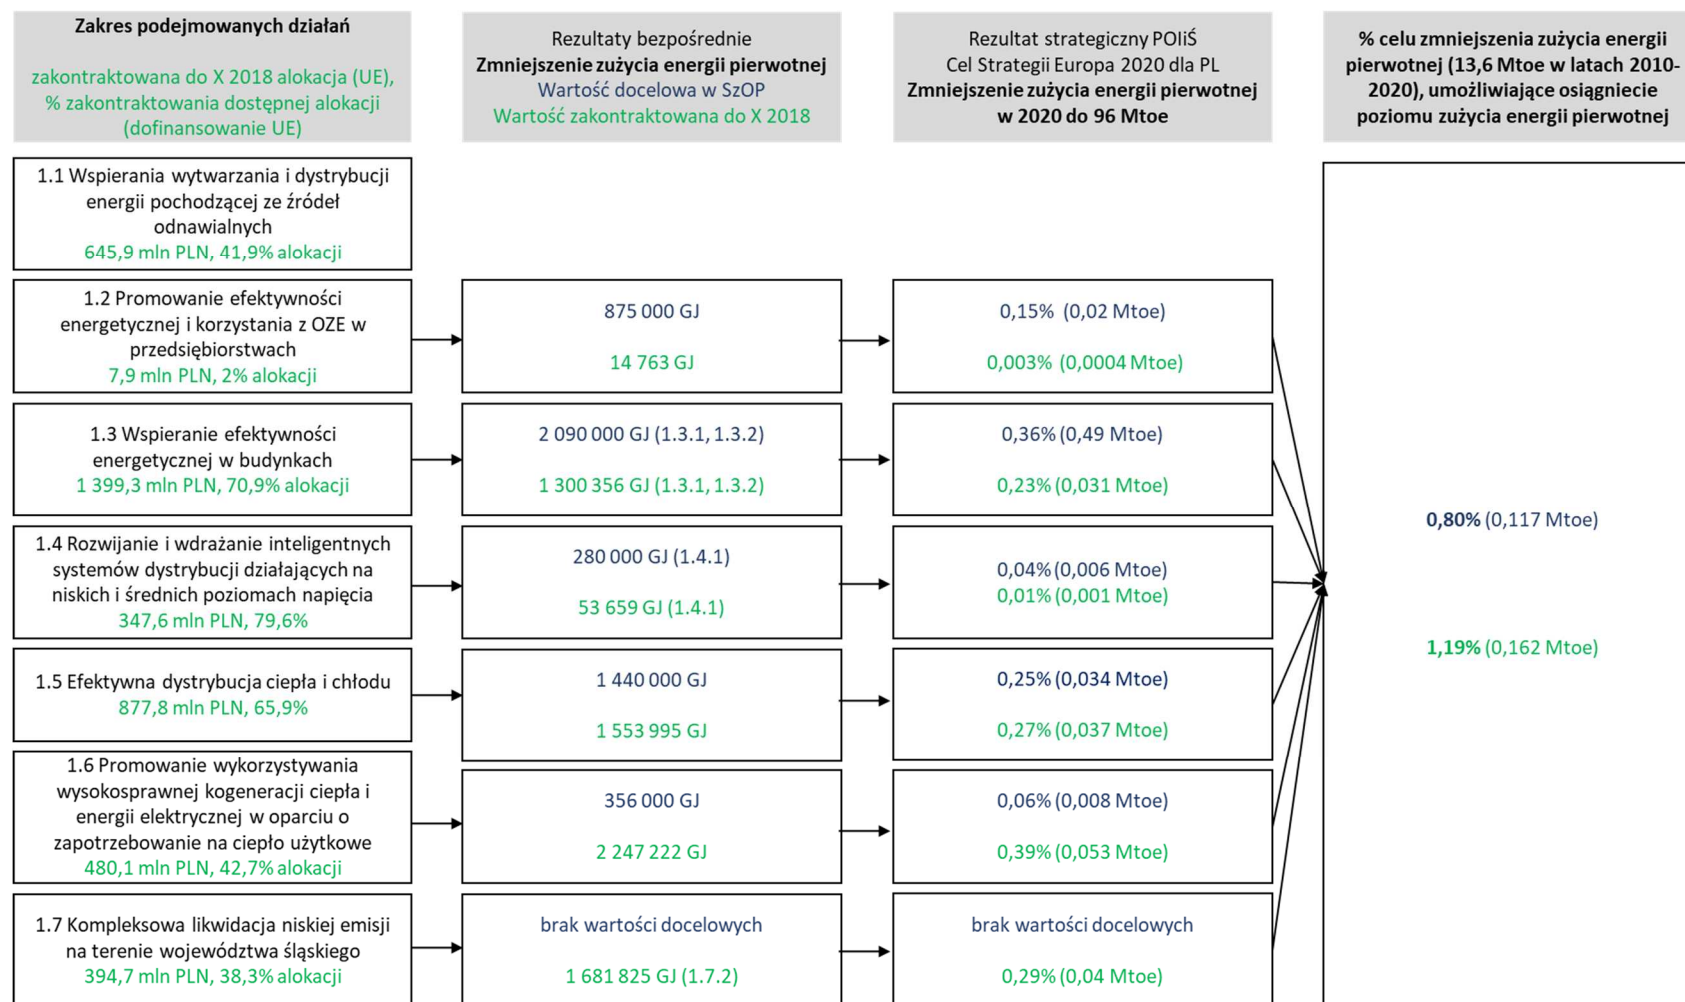 Zakres podejmowanych działań
zakontraktowana do X 2018 alokacja (UE),
% zakontraktowania dostępnej alokacji
(dofinansowanie UE)
Rezultaty bezpośrednie
Zmniejszenie zużycia energii pierwotnej
Wartość docelowa w SzOP
Wartość zakontraktowana do X 2018
Rezultat strategiczny POIiŚ
Cel Strategii Europa 2020 dla PL
Zmniejszenie zużycia energii pierwotnej
w 2020 do 96 Mtoe
% celu zmniejszenia zużycia energii
pierwotnej (13,6 Mtoe w latach 2010-
2020), umożliwiające osiągniecie
poziomu zużycia energii pierwotnej
1.1 Wspierania wytwarzania i dystrybucji
energii pochodzącej ze źródeł
odnawialnych
645,9 mln PLN, 41,9% alokacji
1.2 Promowanie efektywności
energetycznej i korzystania z OZE w
przedsiębiorstwach
7,9 mln PLN, 2% alokacji
875 000 GJ
14 763 GJ
0,15% (0,02 Mtoe)
0,003% (0,0004 Mtoe)
1.3 Wspieranie efektywności
energetycznej w budynkach
1 399,3 mln PLN, 70,9% alokacji
2 090 000 GJ (1.3.1, 1.3.2)
1 300 356 GJ (1.3.1, 1.3.2)
0,36% (0,49 Mtoe)
0,23% (0,031 Mtoe)
1.4 Rozwijanie i wdrażanie inteligentnych
systemów dystrybucji działających na
niskich i średnich poziomach napięcia
347,6 mln PLN, 79,6%
280 000 GJ (1.4.1)
53 659 GJ (1.4.1)
0,04% (0,006 Mtoe)
0,01% (0,001 Mtoe)
1.5 Efektywna dystrybucja ciepła i chłodu
877,8 mln PLN, 65,9%
1 440 000 GJ
1 553 995 GJ
0,25% (0,034 Mtoe)
0,27% (0,037 Mtoe)
1.6 Promowanie wykorzystywania
wysokosprawnej kogeneracji ciepła i
energii elektrycznej w oparciu o
zapotrzebowanie na ciepło użytkowe
480,1 mln PLN, 42,7% alokacji
356 000 GJ
2 247 222 GJ
0,06% (0,008 Mtoe)
0,39% (0,053 Mtoe)
1.7 Kompleksowa likwidacja niskiej emisji
na terenie województwa śląskiego
394,7 mln PLN, 38,3% alokacji
brak wartości docelowych
1 681 825 GJ (1.7.2)
brak wartości docelowych
0,29% (0,04 Mtoe)
0,80% (0,117 Mtoe)
1,19% (0,162 Mtoe)